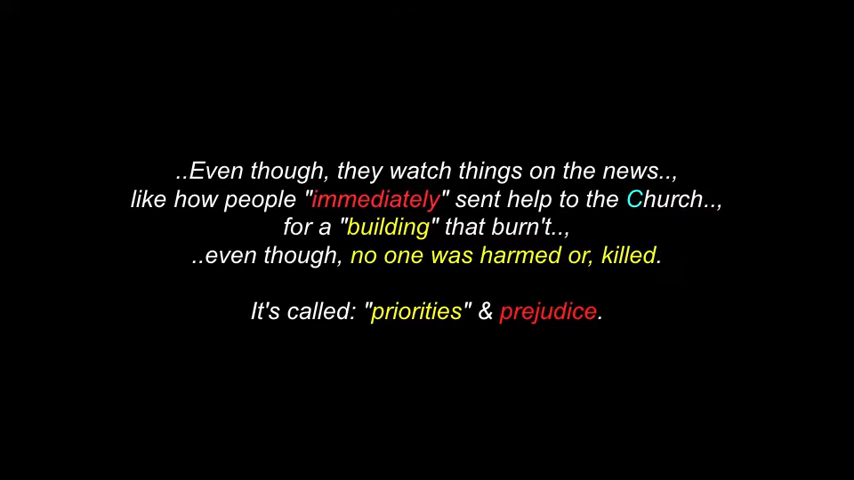 ..Even though, they watch things on the news..,
like how people "immediately" sent help to the Church..,
for a "building" that burn't..,
..even though, no one was harmed or, killed.
It's called: "priorities" & prejudice.